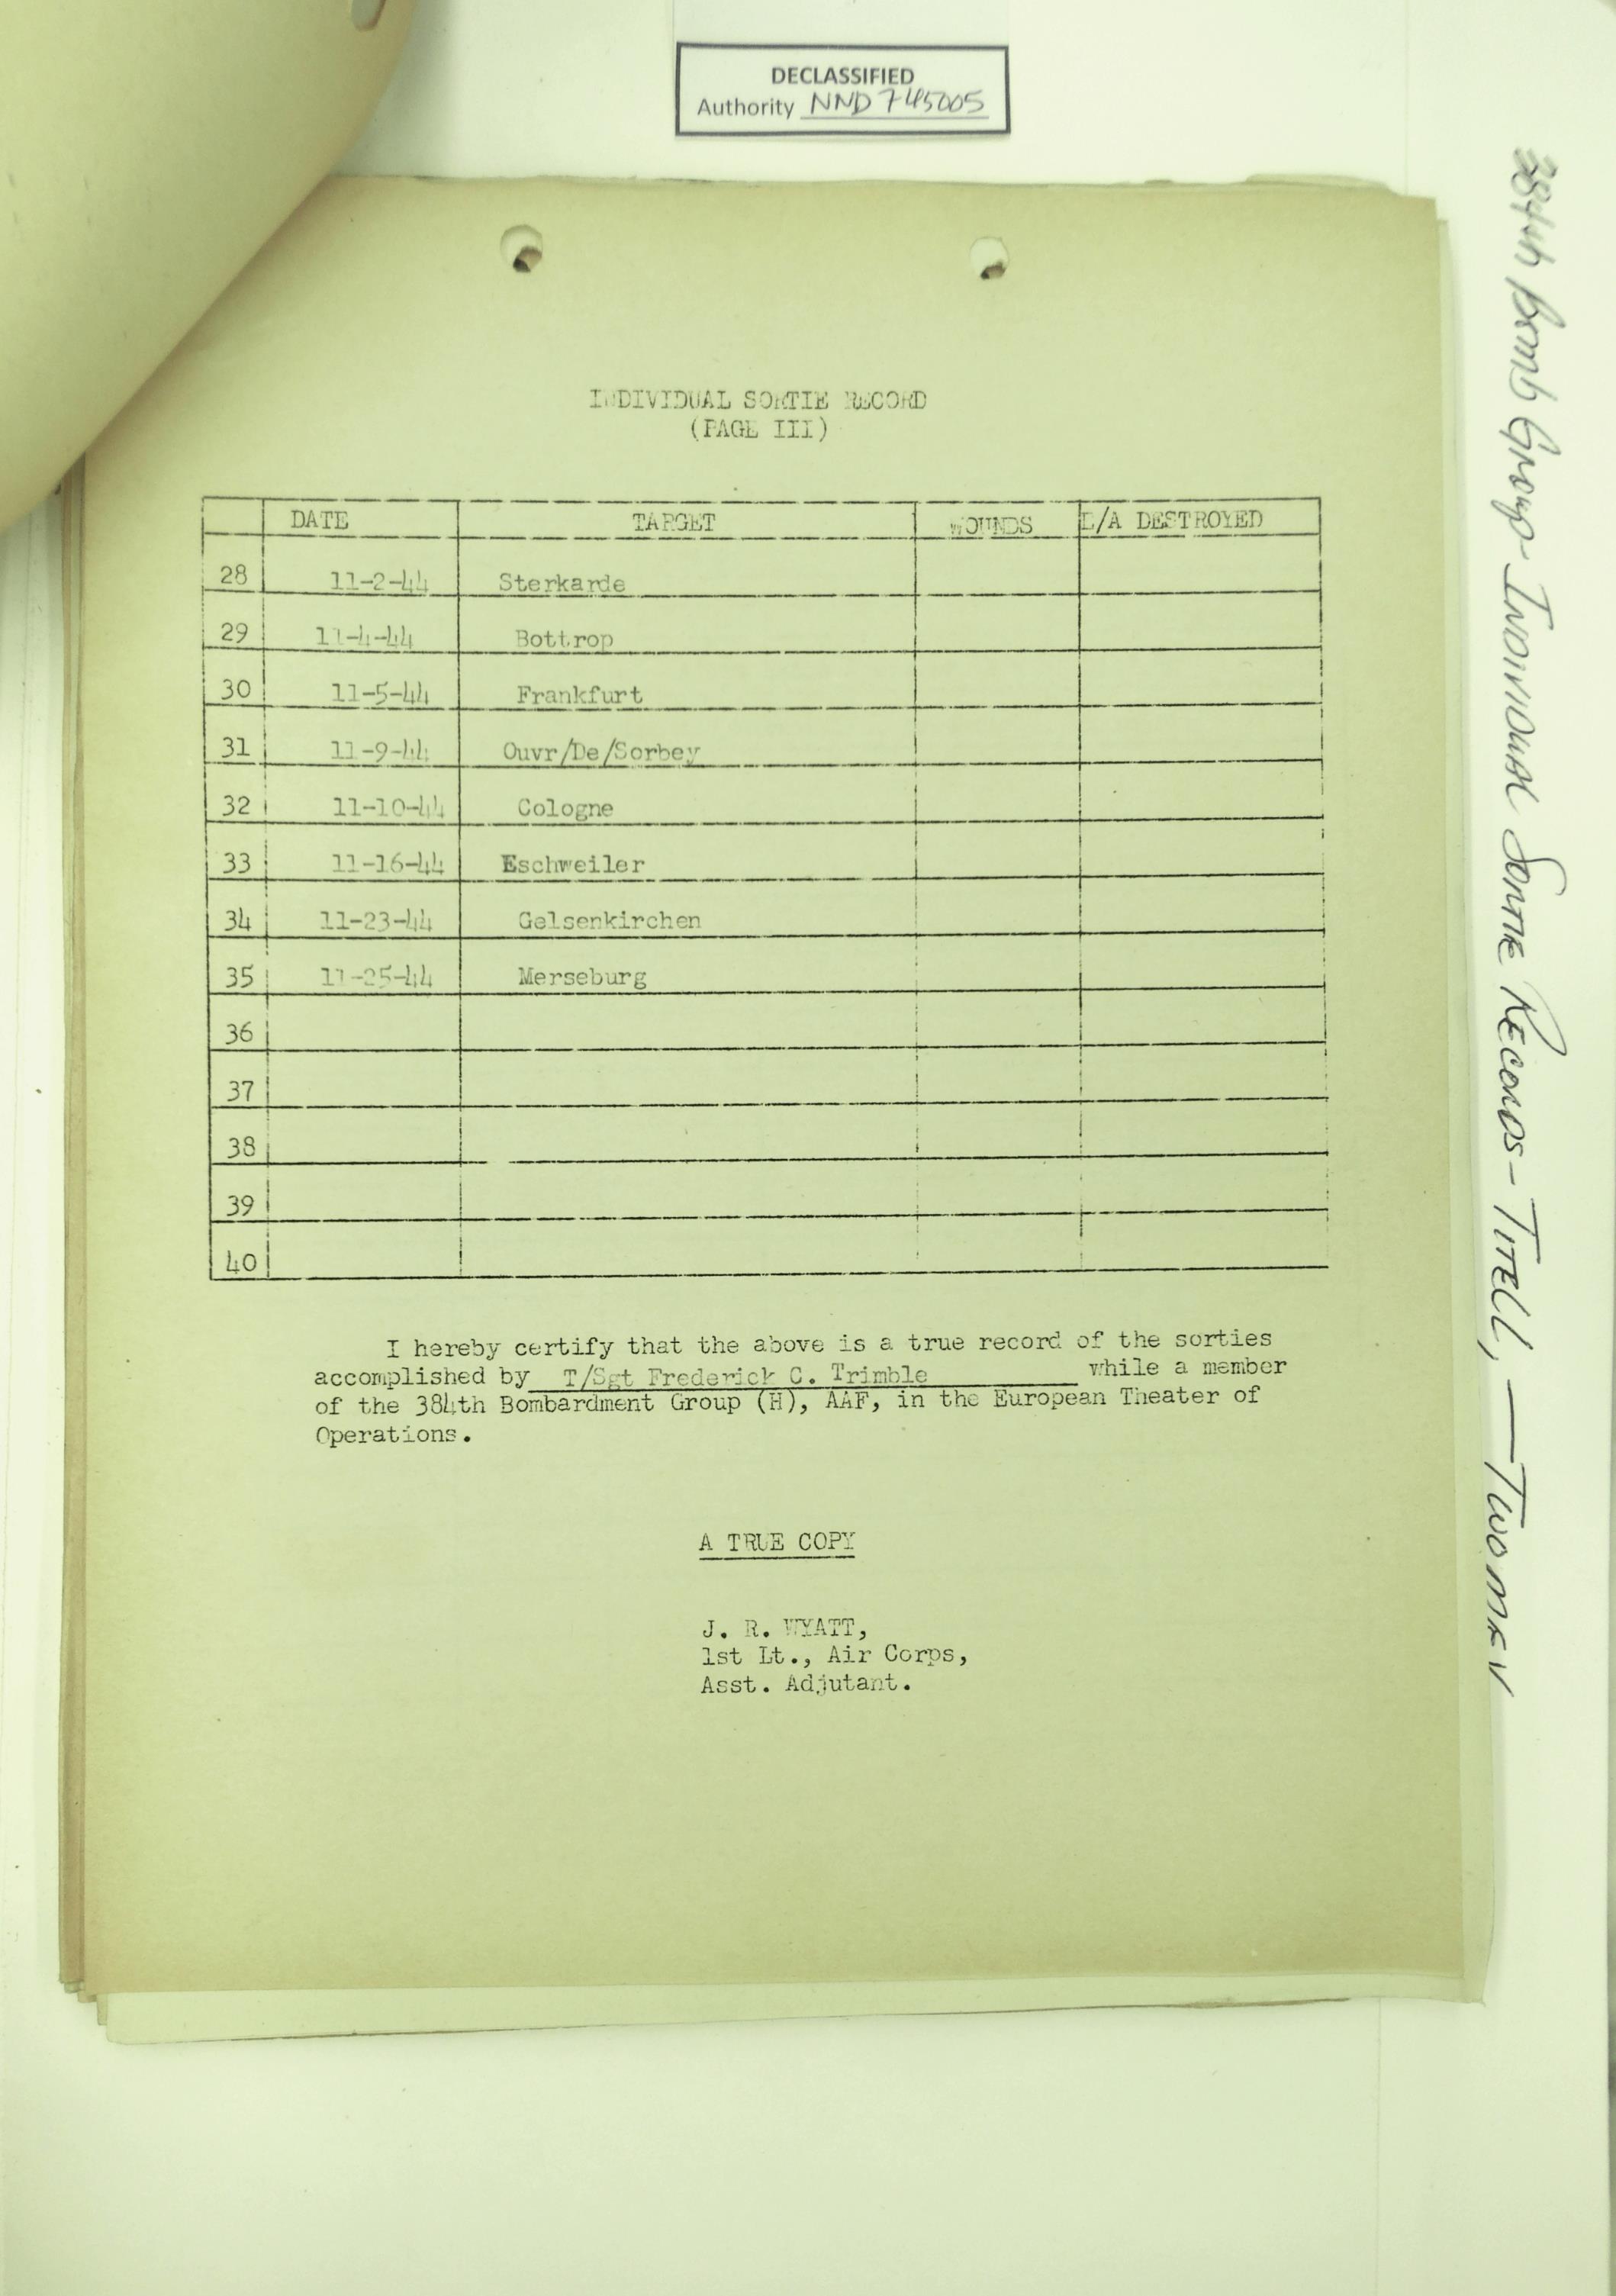 DECLASSIFIED
Authority NND 745005
INDIVIDUAL SORTIE RECORD
(PAGE III)
DATE TARGET WOUNDS E/A DESTROYED
28 11-2-44 Sterkarde
29 11-4-44 Bottrop
30 11-5-44 Frankfurt
31 11-9-44 Ouvr/De/Sorbey
32 11-10-44 Cologne
33 11-16-44 Eschweiler
34 11-23-44 Gelsenkirchen
35 11-25-44 Merseburg
36
37
38
39
40
I hereby certify that the above is a true record of the sorties
accomplished by T/Sgt Frederick C. Trimble while a member
of the 384th Bombardment Group (H), AAF, in the European Theater of
Operations.
A TRUE COPY
J. R. WYATT,
1st Lt., Air Corps,
Asst. Adjutant.
384th Bomb Group - Individual Sortie Records - Titell, — Twomey